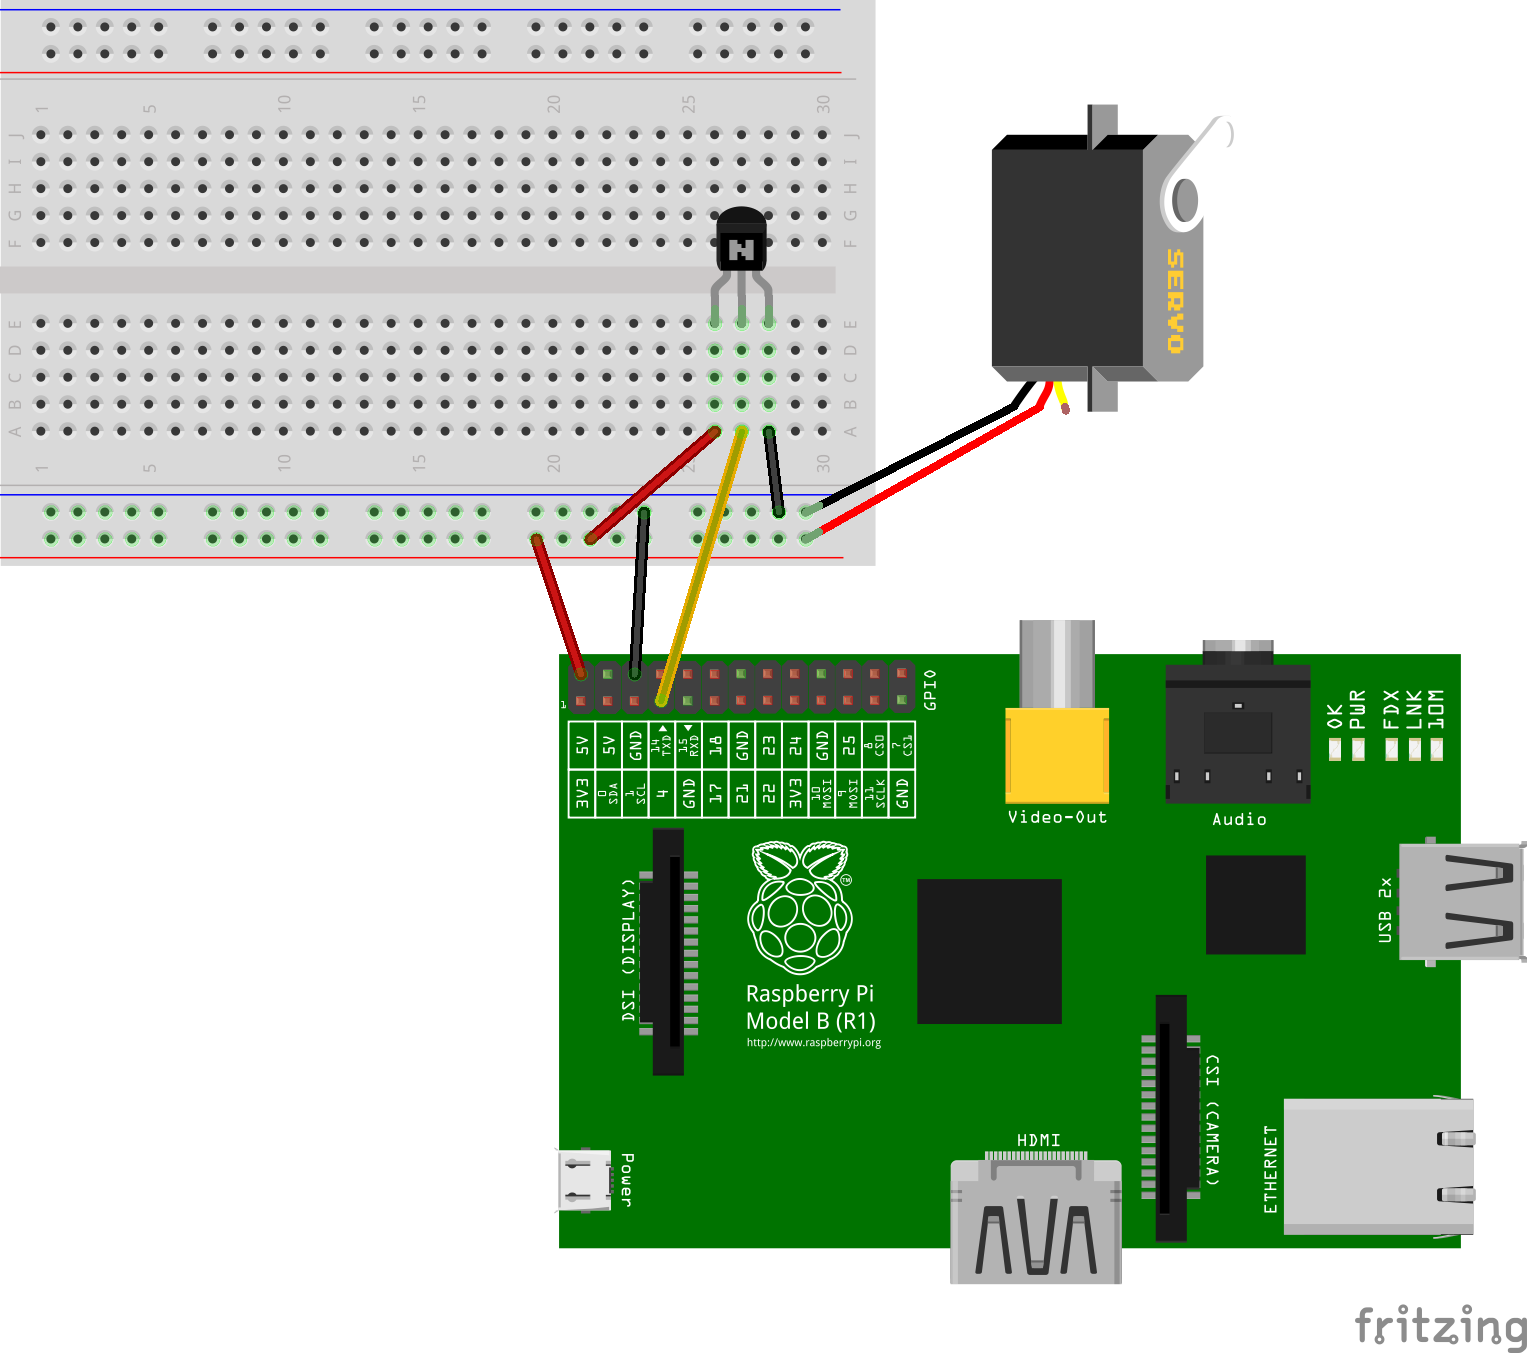 1 5 10 15 20 25 30
J J
I I
H H
G G
F F
N
E E
D D
C C
B B
A A
1 5 10 15 20 2 30
SERVO
1
GPIO
5V 5V GND 14 TXD 15 RXD 18 GND 23 24 GND 25 8 CS0 7 CS1
3V3 0 SDA 1 SCL 4 GND 17 21 22 3V3 10 MOSI 9 MOSI 11 SCLK GND
OK PWR FDX LNK 10M
Video-Out
Audio
USB 2x
DSI (DISPLAY)
TM
Raspberry Pi
Model B (R1)
http://www.raspberrypi.org
CSI (CAMERA)
Power
HDMI
ETHERNET
fritzing